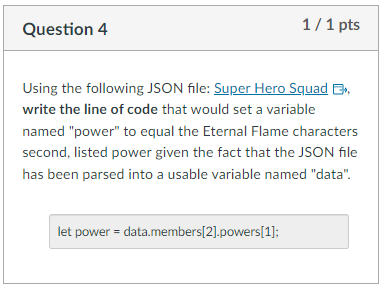 Question 4
1 / 1 pts
Using the following JSON file: Super Hero Squad,
write the line of code that would set a variable
named "power" to equal the Eternal Flame characters
second, listed power given the fact that the JSON file
has been parsed into a usable variable named "data".
let power = data.members[2].powers[1];